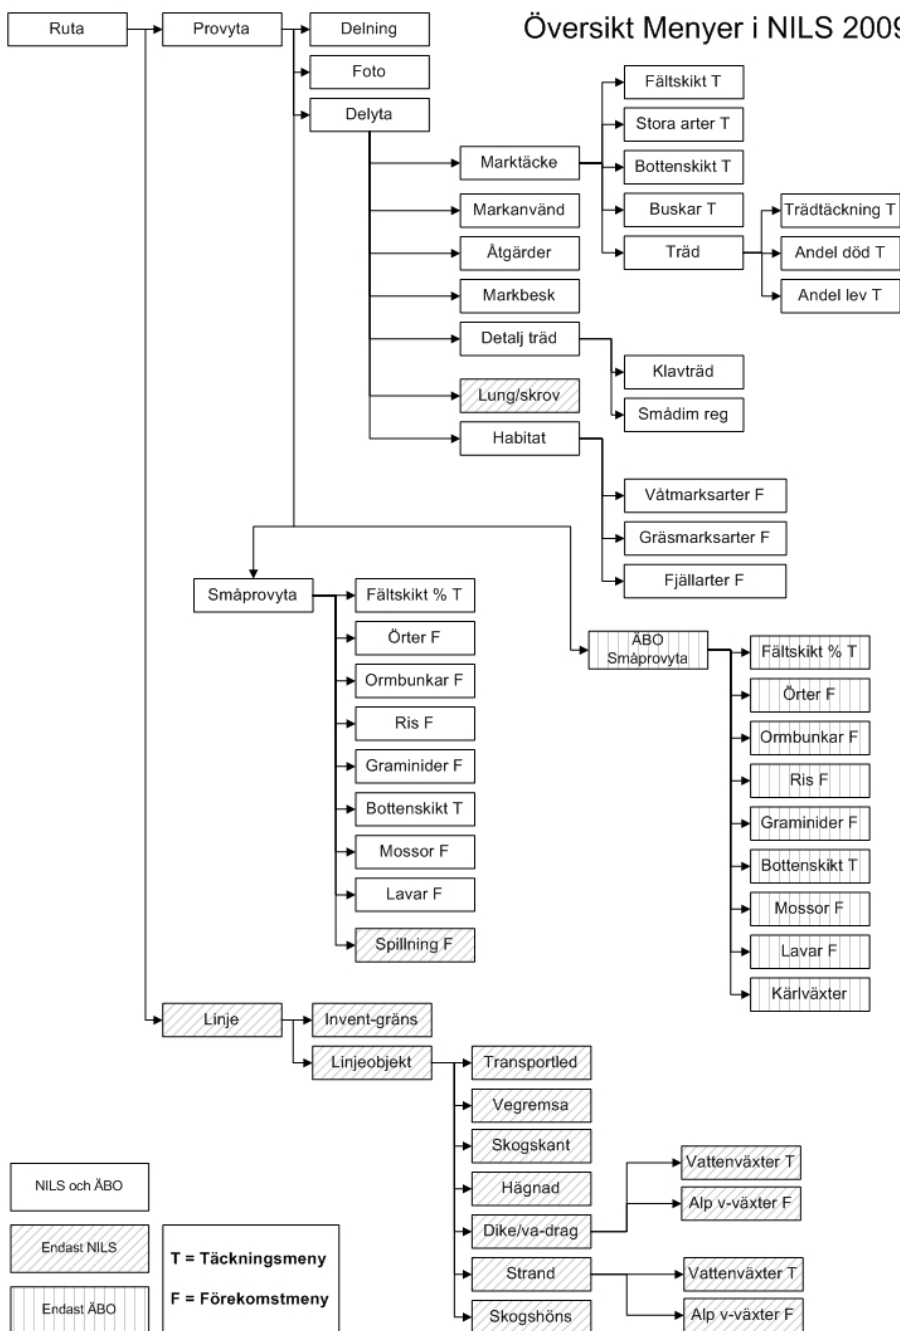 Översikt Menyer i NILS 2009
Ruta
Provyta
Delning
Foto
Delyta
Marktäcke
Fältskikt T
Stora arter T
Bottenskikt T
Buskar T
Träd
Trädtäckning T
Andel död T
Andel lev T
Markanvänd
Åtgärder
Markbesk
Detalj träd
Klavträd
Smådim reg
Lung/skrov
Habitat
Våtmarksarter F
Gräsmarksarter F
Fjällarter F
Småprovyta
Fältskikt % T
Örter F
Ormbunkar F
Ris F
Graminider F
Bottenskikt T
Mossor F
Lavar F
Spillning F
ÄBO
Småprovyta
Fältskikt % T
Örter F
Ormbunkar F
Ris F
Graminider F
Bottenskikt T
Mossor F
Lavar F
Kärlväxter
Linje
Invent-gräns
Linjeobjekt
Transportled
Vegremsa
Skogskant
Hägnad
Dike/va-drag
Vattenväxter T
Alp v-växter F
Strand
Vattenväxter T
Alp v-växter F
Skogshöns
NILS och ÄBO
Endast NILS
Endast ÄBO
T = Täckningsmeny
F = Förekomstmeny